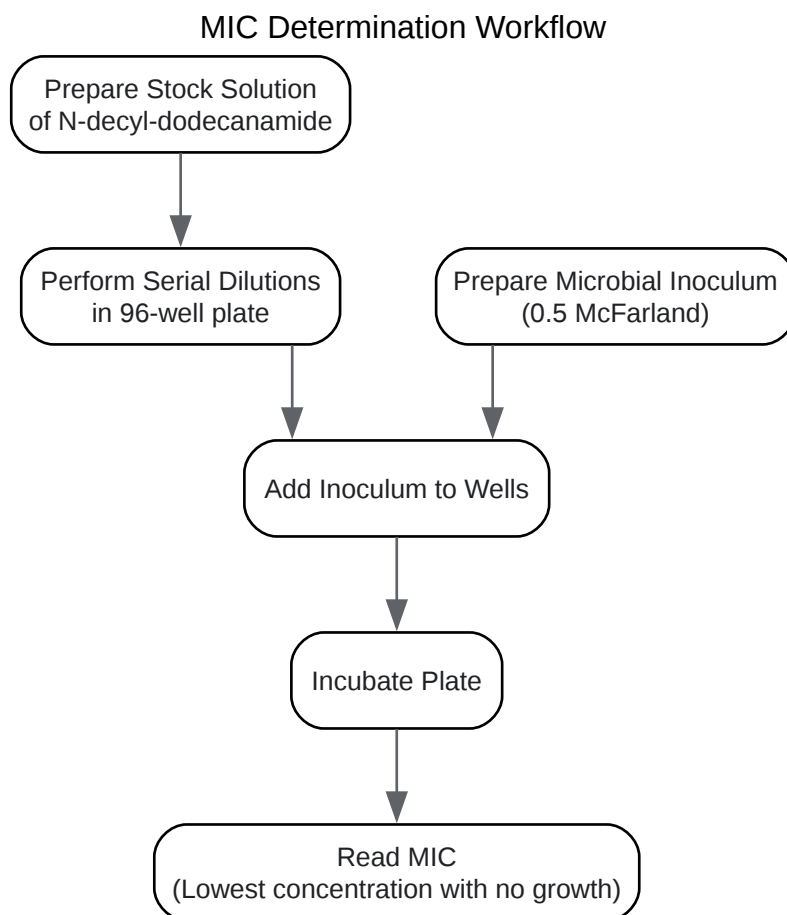 MIC Determination Workflow
Prepare Stock Solution
of N-decyl-dodecanamide
Perform Serial Dilutions
in 96-well plate
Prepare Microbial Inoculum
(0.5 McFarland)
Add Inoculum to Wells
Incubate Plate
Read MIC
(Lowest concentration with no growth)